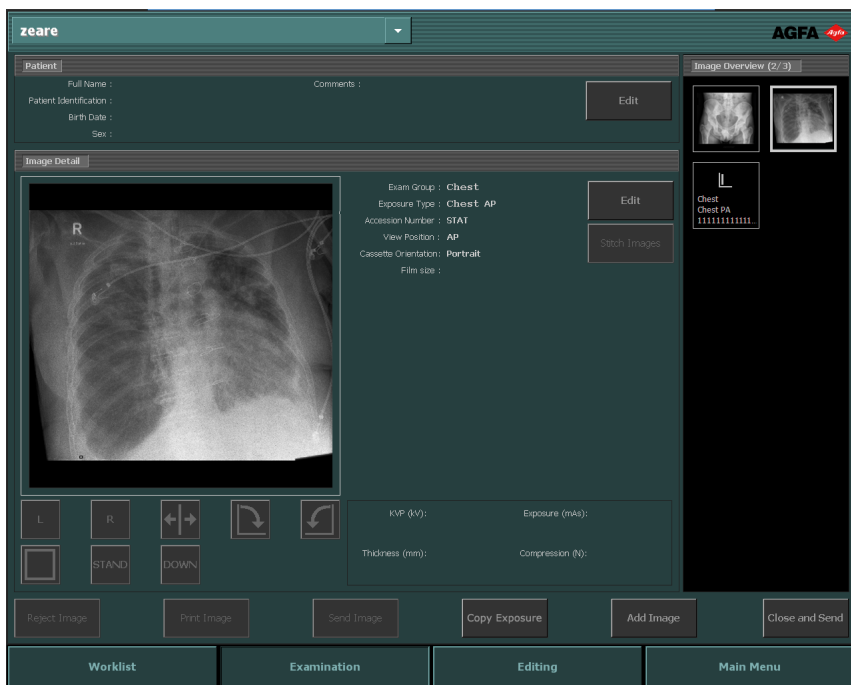 zeare
AGFA Agfa
Patient
Full Name :
Comments :
Patient Identification :
Birth Date :
Sex :
Edit
Image Overview (2/3)
Image Detail
R
Exam Group : Chest
Exposure Type : Chest AP
Accession Number : STAT
View Position : AP
Cassette Orientation: Portrait
Film size :
Edit
Stitch Images
L
Chest
Chest PA
111111111111...
L
R
STAND
DOWN
KVP (kV):
Exposure (mAs):
Thickness (mm):
Compression (N):
Reject Image
Print Image
Send Image
Copy Exposure
Add Image
Close and Send
Worklist
Examination
Editing
Main Menu